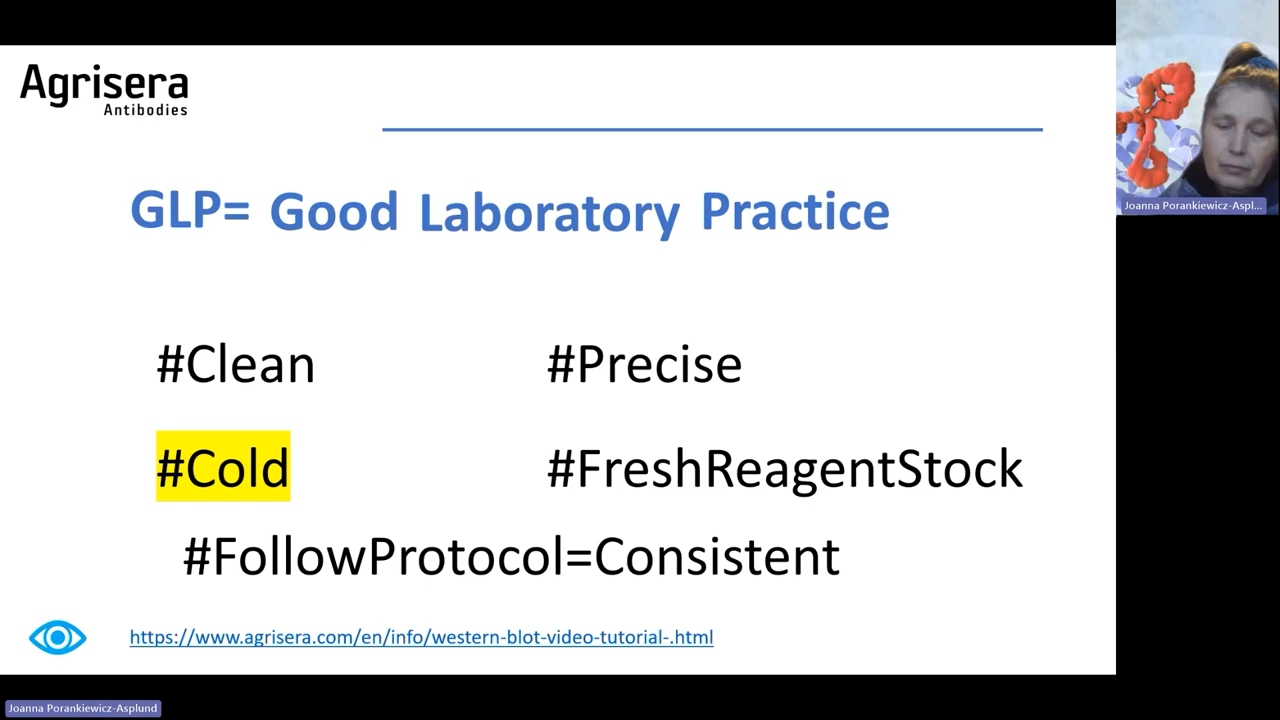 Agrisera
Antibodies
GLP= Good Laboratory Practice
#Clean
#Precise
#Cold
#FreshReagentStock
#FollowProtocol=Consistent
https://www.agrisera.com/en/info/western-blot-video-tutorial-.html
Joanna Porankiewicz-Aspl...
Joanna Porankiewicz-Asplund